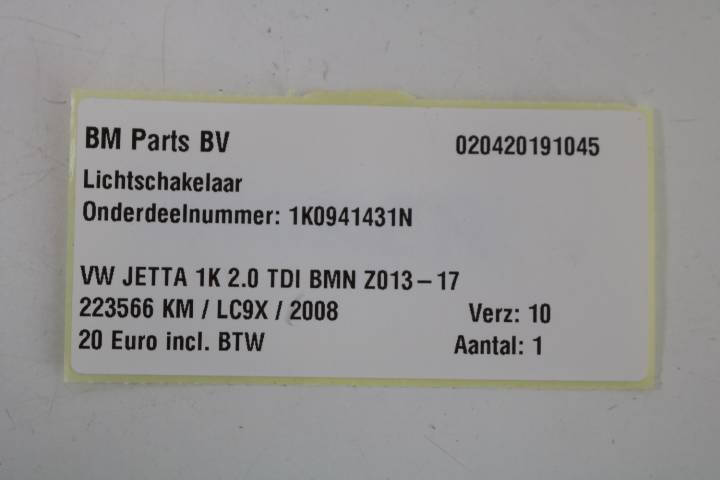 BM Parts BV 020420191045
Lichtschakelaar
Onderdeelnummer: 1K0941431N
VW JETTA 1K 2.0 TDI BMN Z013-17
223566 KM / LC9X / 2008 Verz: 10
20 Euro incl. BTW Aantal: 1